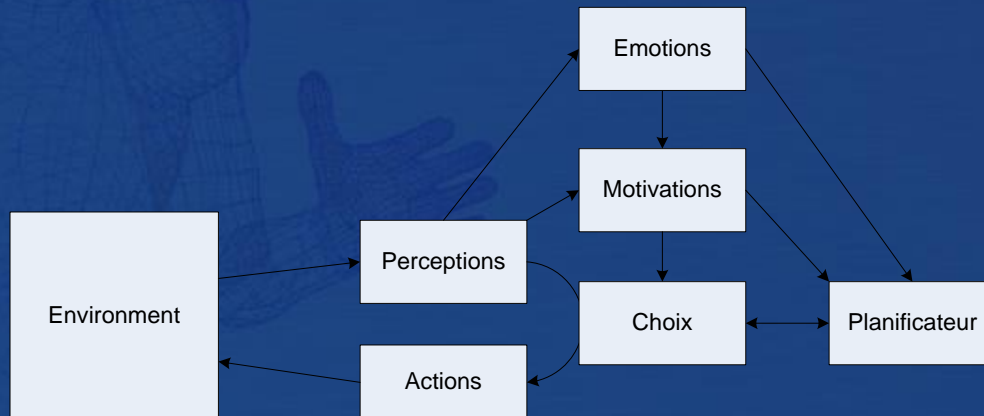 Emotions
Motivations
Perceptions
Environment
Choix
Planificateur
Actions